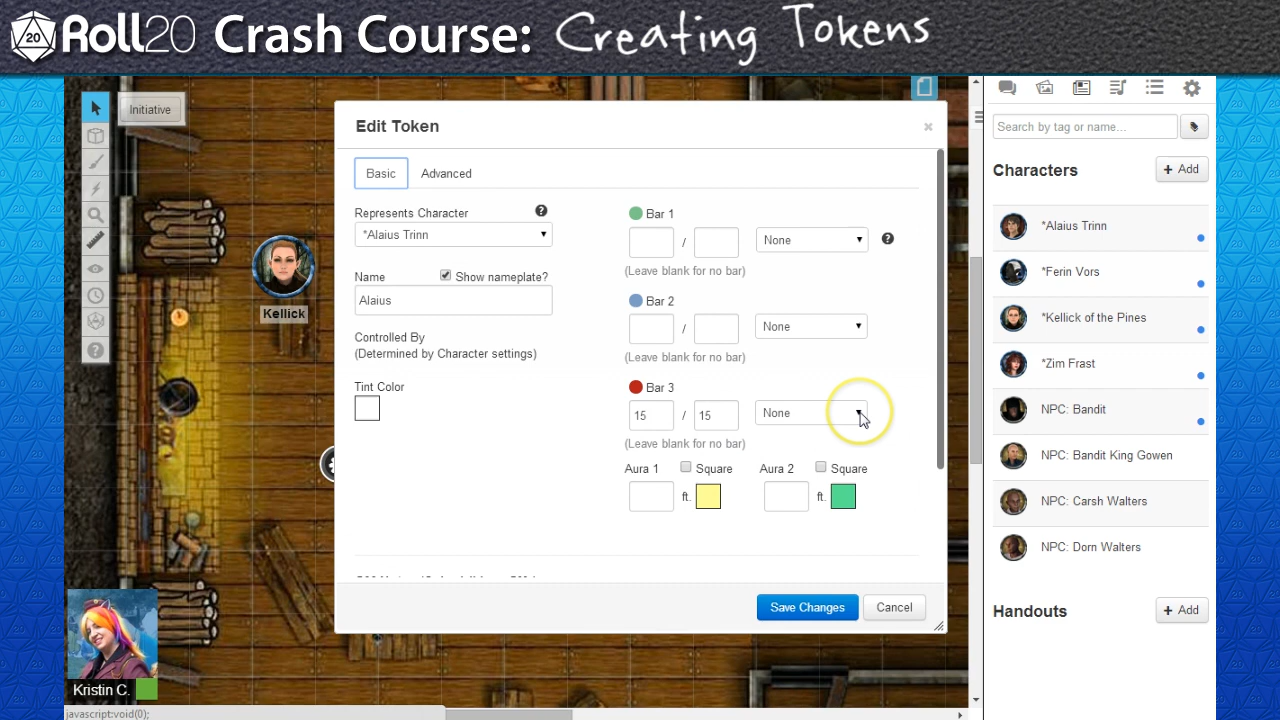 20 Roll20 Crash Course: Creating Tokens
Initiative
Kellick
Kristin C.
javascript:void(0);
Edit Token
×
Basic
Advanced
Represents Character ?
*Alaius Trinn
Name Show nameplate?
Alaius
Controlled By
(Determined by Character settings)
Tint Color
Bar 1
/ None ?
(Leave blank for no bar)
Bar 2
/ None
(Leave blank for no bar)
Bar 3
15 / 15 None
(Leave blank for no bar)
Aura 1 Square Aura 2 Square
ft. ft.
Save Changes Cancel
Search by tag or name...
Characters + Add
*Alaius Trinn
*Ferin Vors
*Kellick of the Pines
*Zim Frast
NPC: Bandit
NPC: Bandit King Gowen
NPC: Carsh Walters
NPC: Dorn Walters
Handouts + Add